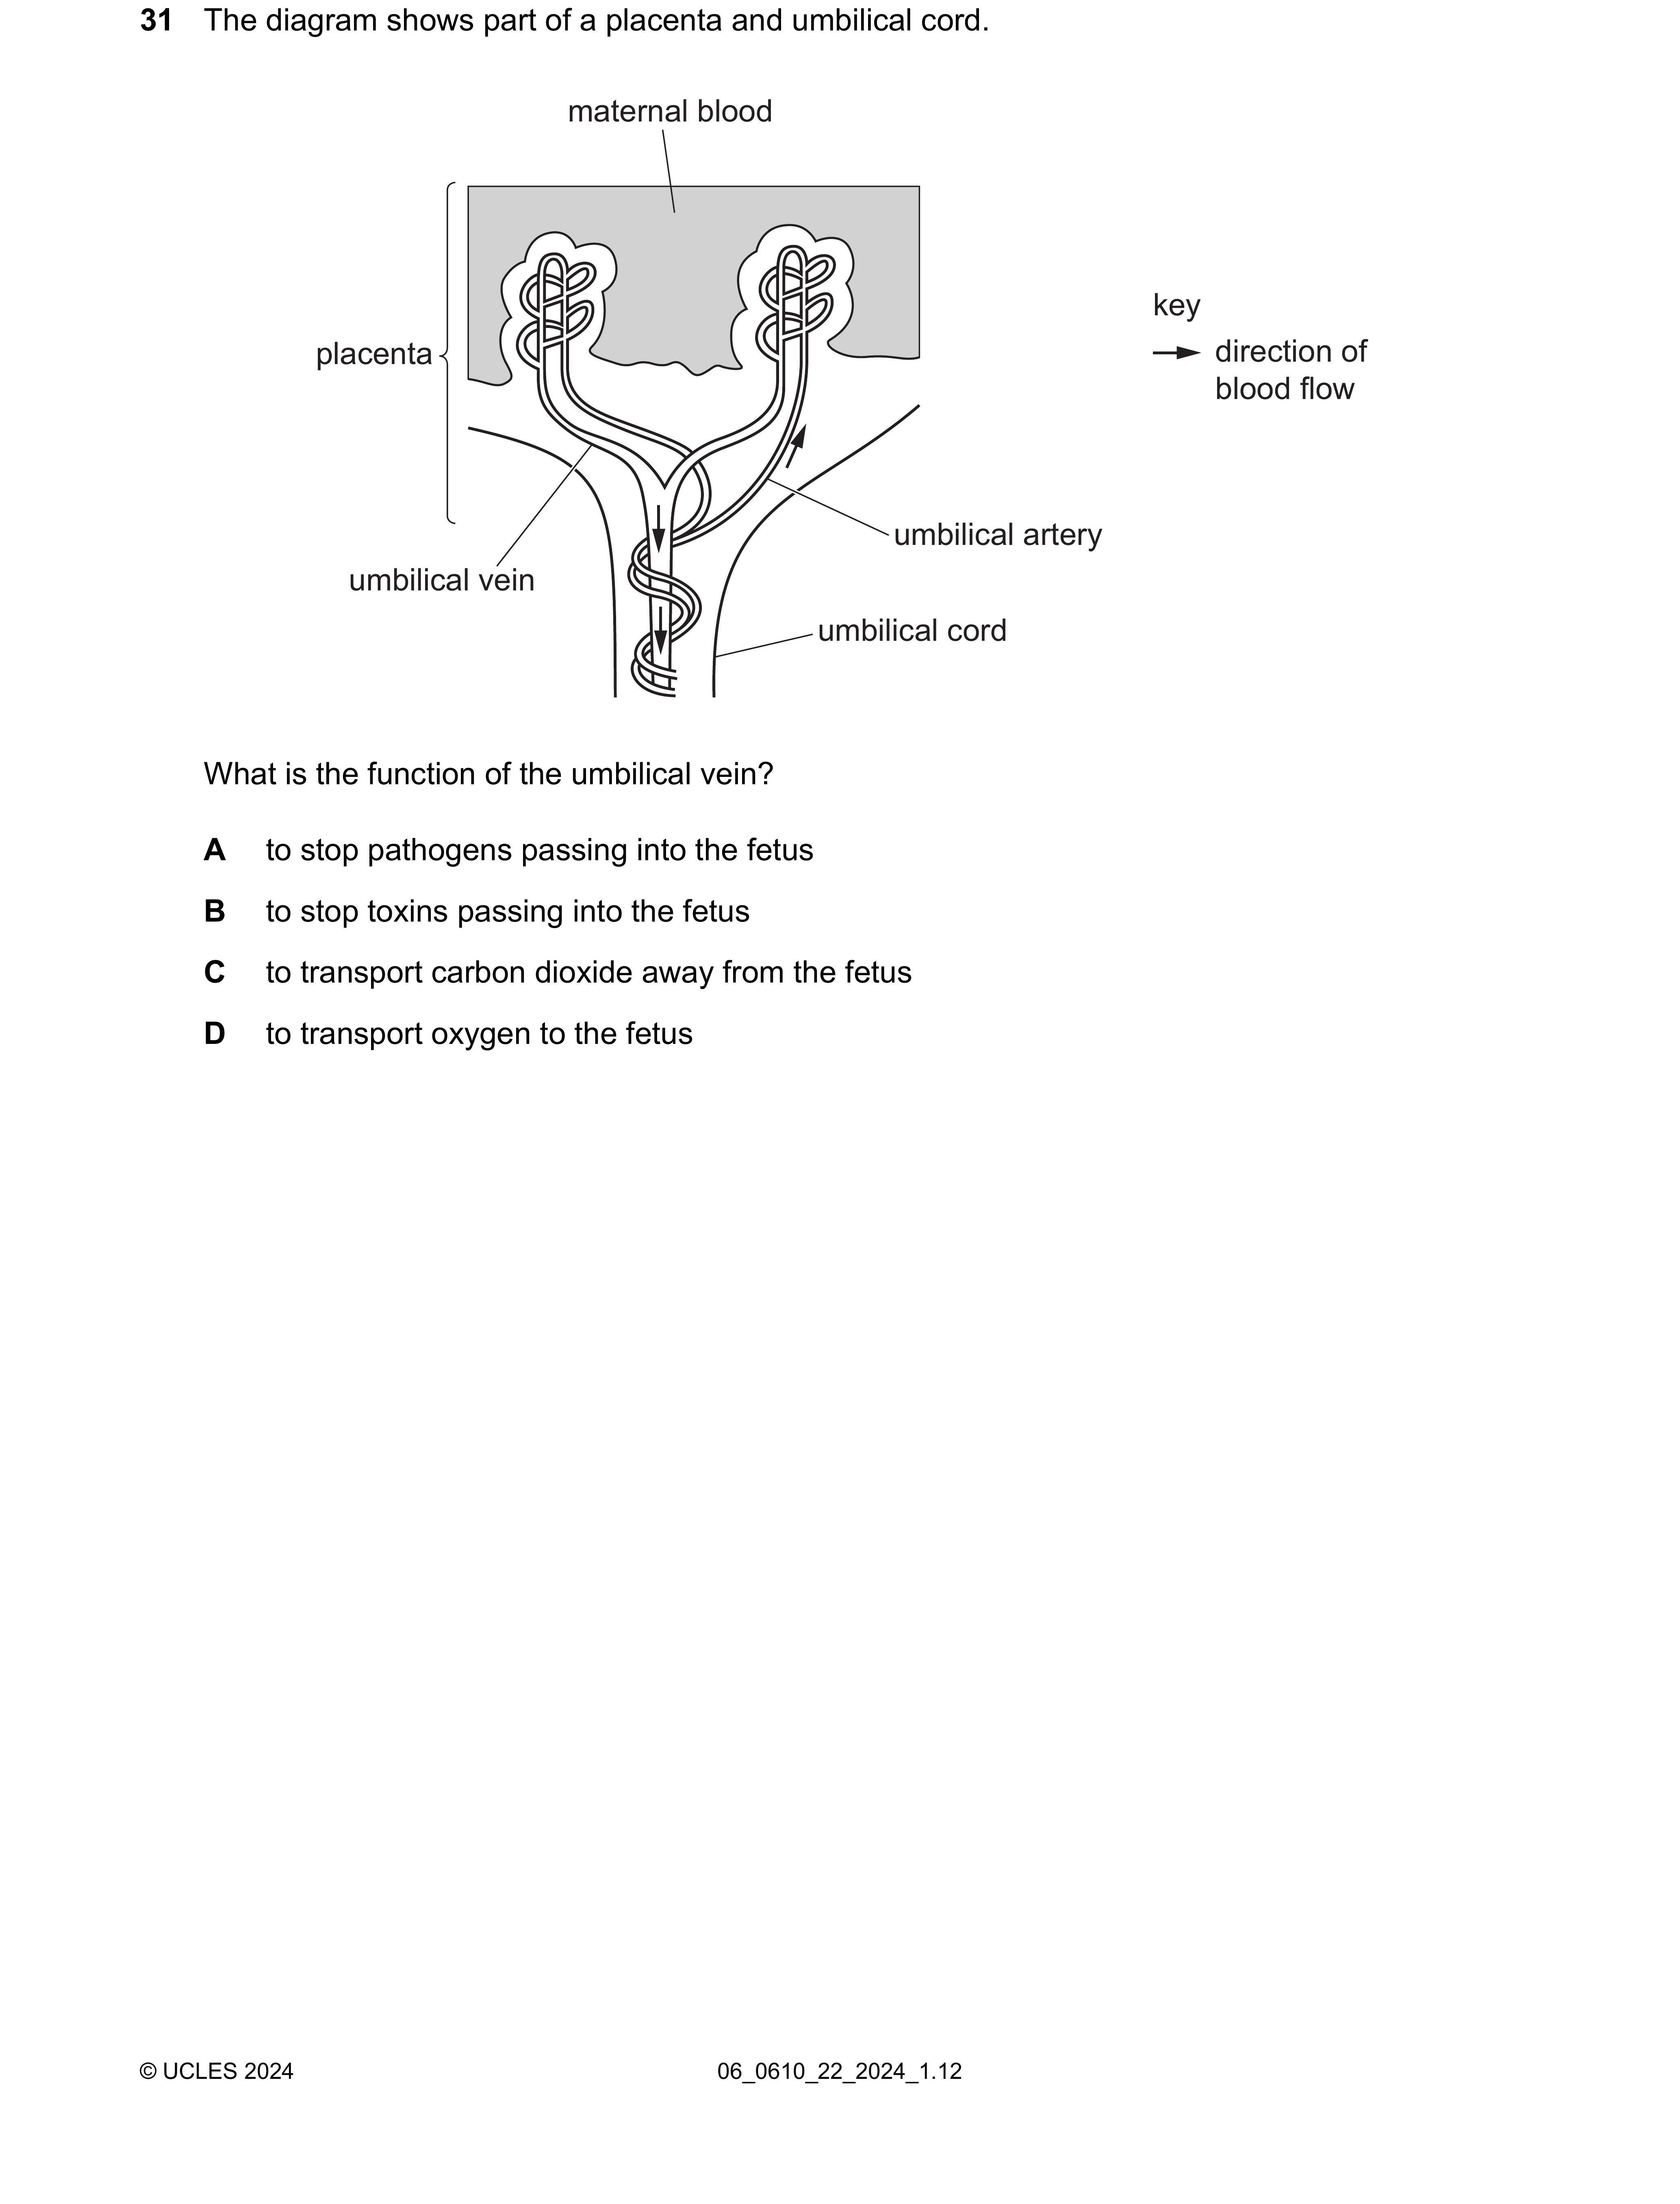 31 The diagram shows part of a placenta and umbilical cord.
maternal blood
placenta
key
direction of
blood flow
umbilical artery
umbilical vein
umbilical cord
What is the function of the umbilical vein?
A to stop pathogens passing into the fetus
B to stop toxins passing into the fetus
C to transport carbon dioxide away from the fetus
D to transport oxygen to the fetus
© UCLES 2024 06_0610_22_2024_1.12